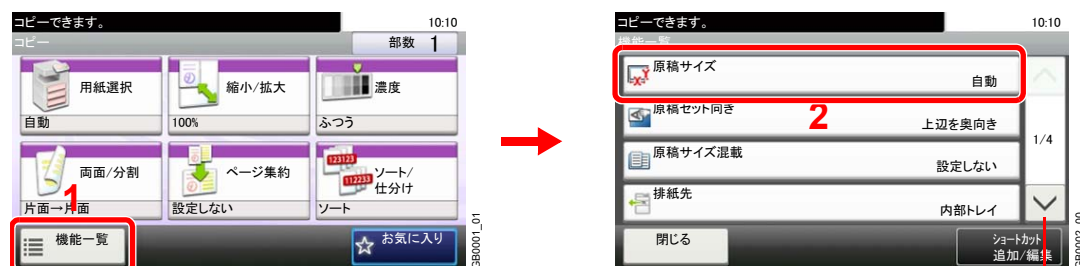 コピーできます。
10:10
コピー
部数 1
用紙選択
自動
縮小/拡大
100%
濃度
ふつう
両面/分割
片面→片面
ページ集約
設定しない
123123
112233
ソート/
仕分け
ソート
1
機能一覧
お気に入り
GB0001_01
コピーできます。
10:10
機能一覧
原稿サイズ
自動
原稿セット向き
上辺を奥向き
2
原稿サイズ混載
設定しない
排紙先
内部トレイ
1/4
閉じる
ショートカット
追加/編集
GB0002_00